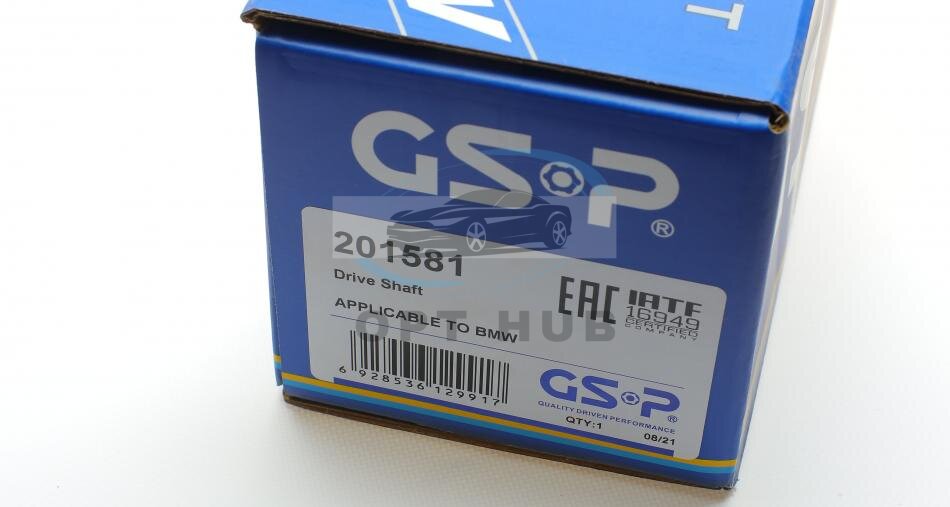 W
T
GSP®
201581
Drive Shaft
APPLICABLE TO BMW
EAC
IATF
16949
CERTIFIED
COMPANY
OPT HUB
6 928536 129917
GSP®
QUALITY DRIVEN PERFORMANCE
QTY:1
08/21